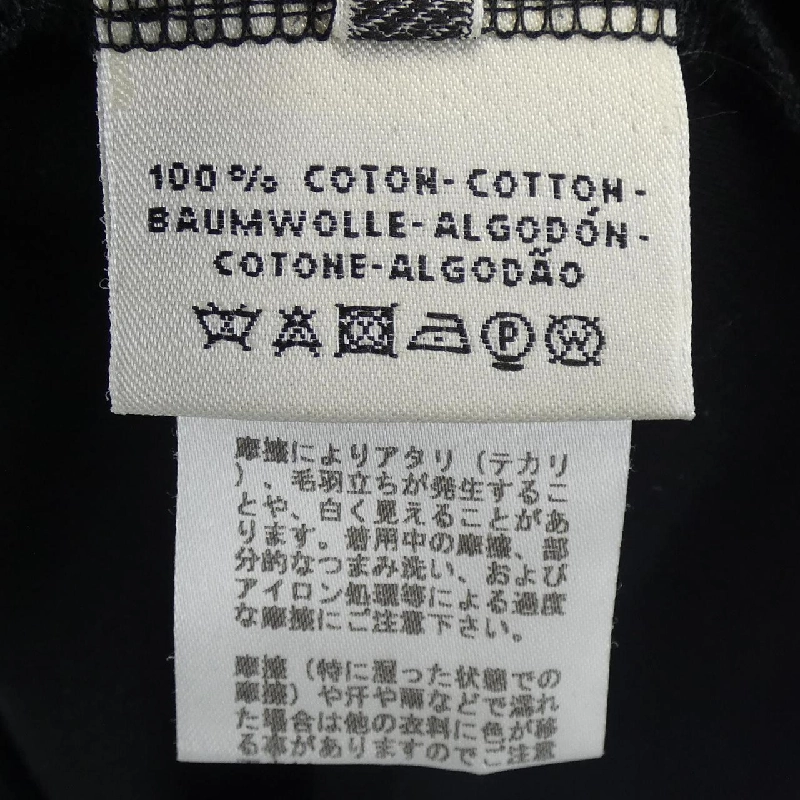 100% COTON-COTTON-
BAUMWOLLE-ALGODÓN-
COTONE-ALGODÃO
P W
摩擦によりアタリ（テカリ
）、毛羽立ちが発生するこ
とや、白く見えることがあ
ります。着用中の摩擦、部
分的なつまみ洗い、および
アイロン処理等による過度
な摩擦にご注意下さい。
摩擦（特に湿った状態での
摩擦）や汗や雨などで濡れ
た場合は他の衣料に色が移
る事がありますのでご注意